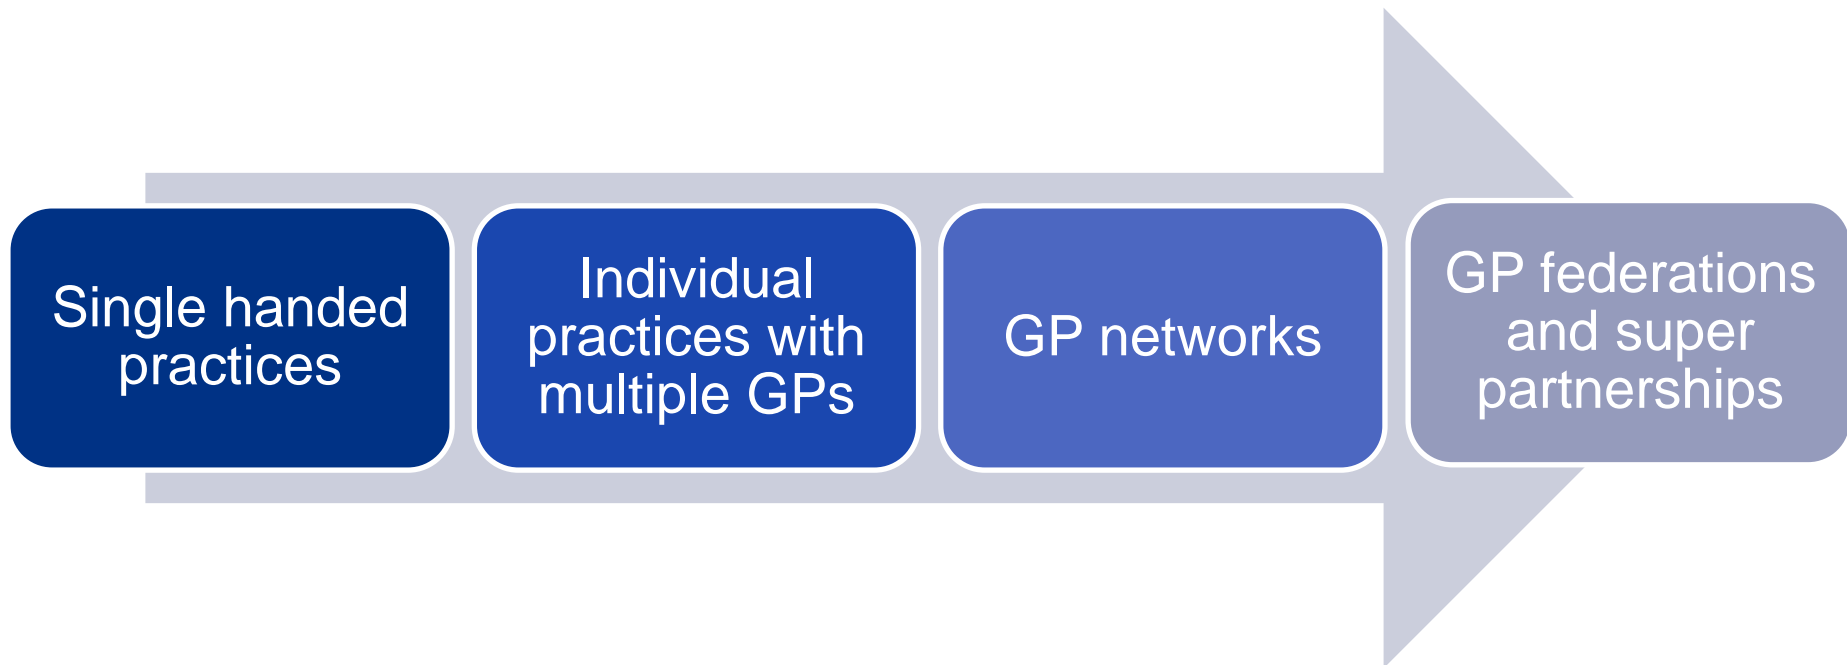 Single handed
practices
Individual
practices with
multiple GPs
GP networks
GP federations
and super
partnerships